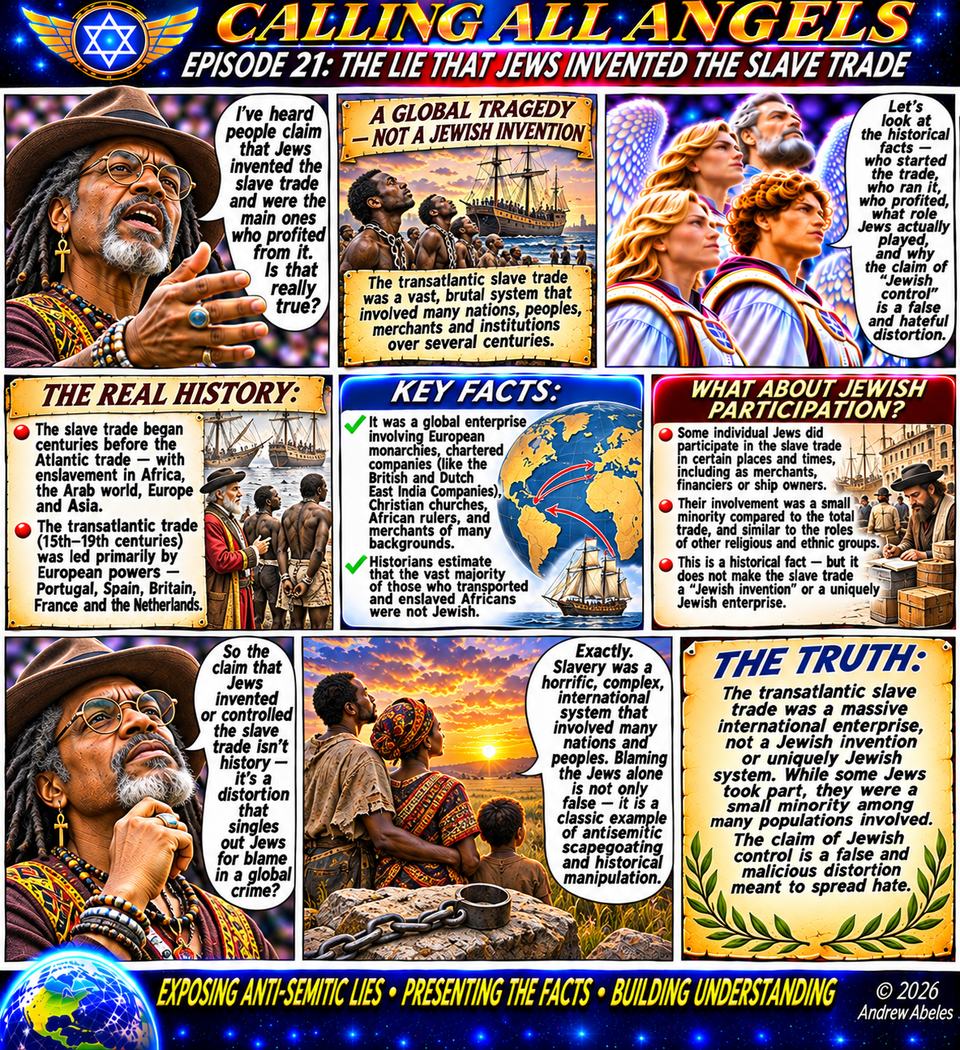 CALLING ALL ANGELS
EPISODE 21: THE LIE THAT JEWS INVENTED THE SLAVE TRADE
I've heard
people claim
that Jews
invented the
slave trade
and were the
main ones
who profited
from it.
Is that
really
true?
A GLOBAL TRAGEDY
— NOT A JEWISH INVENTION
The transatlantic slave trade
was a vast, brutal system that
involved many nations, peoples,
merchants and institutions
over several centuries.
Let's
look at
the historical
facts —
who started
the trade,
who ran it,
who profited,
what role
Jews actually
played,
and why
the claim of
"Jewish
control"
is a false
and hateful
distortion.
THE REAL HISTORY:
The slave trade began
centuries before the
Atlantic trade — with
enslavement in Africa,
the Arab world, Europe
and Asia.
The transatlantic trade
(15th–19th centuries)
was led primarily by
European powers —
Portugal, Spain, Britain,
France and the Netherlands.
KEY FACTS:
It was a global enterprise
involving European
monarchies, chartered
companies (like the
British and Dutch
East India Companies),
Christian churches,
African rulers, and
merchants of many
backgrounds.
Historians estimate
that the vast majority
of those who transported
and enslaved Africans
were not Jewish.
WHAT ABOUT JEWISH
PARTICIPATION?
Some individual Jews did
participate in the slave trade
in certain places and times,
including as merchants,
financiers or ship owners.
Their involvement was a small
minority compared to the total
trade, and similar to the roles
of other religious and ethnic groups.
This is a historical fact — but it
does not make the slave trade
a "Jewish invention" or a uniquely
Jewish enterprise.
So the
claim that
Jews
invented
or controlled
the slave
trade isn't
history —
it's a
distortion
that
singles
out Jews
for blame
in a global
crime?
Exactly.
Slavery was a
horrific, complex,
international
system that
involved many
nations and
peoples. Blaming
the Jews alone
is not only
false — it is a
classic example
of antisemitic
scapegoating
and historical
manipulation.
THE TRUTH:
The transatlantic slave
trade was a massive
international enterprise,
not a Jewish invention
or uniquely Jewish
system. While some Jews
took part, they were a
small minority among
many populations involved.
The claim of Jewish
control is a false and
malicious distortion
meant to spread hate.
EXPOSING ANTI-SEMITIC LIES • PRESENTING THE FACTS • BUILDING UNDERSTANDING
© 2026
Andrew Abeles